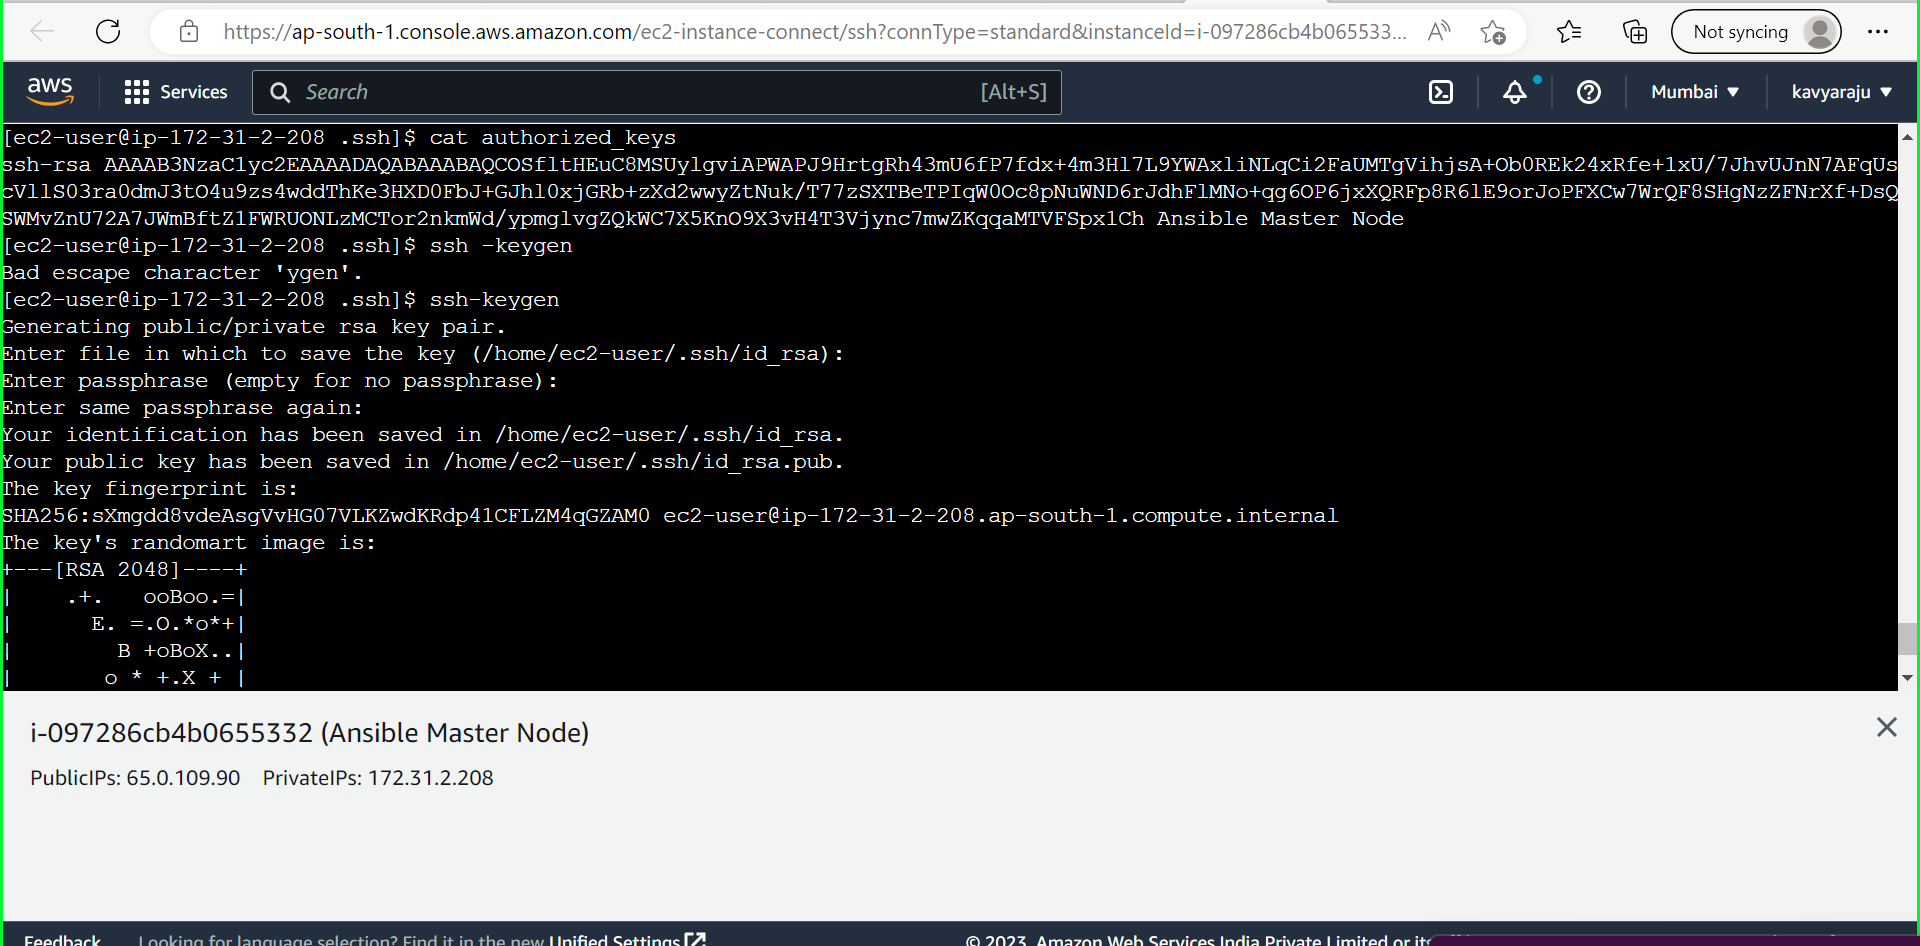 https://ap-south-1.console.aws.amazon.com/ec2-instance-connect/ssh?connType=standard&instanceId=i-097286cb4b065533...
Not syncing
aws
Services
Search
[Alt+S]
Mumbai
kavyaraju
[ec2-user@ip-172-31-2-208 .ssh]$ cat authorized_keys
ssh-rsa AAAAB3NzaC1yc2EAAAADAQABAAABAQCOSfltHEuC8MSUylgviAPWAPJ9HrtgRh43mU6fP7fdx+4m3Hl7L9YWAxliNLqCi2FaUMTgVihjsA+Ob0REk24xRfe+1xU/7JhvUJnN7AFqUs
cVllS03ra0dmJ3tO4u9zs4wddThKe3HXD0FbJ+GJhl0xjGRb+zXd2wwyZtNuk/T77zSXTBeTPIqW0Oc8pNuWND6rJdhFlMNo+qg6OP6jxXQRFp8R6lE9orJoPFXCw7WrQF8SHgNzZFNrXf+DsQ
SWMvZnU72A7JWmBftZ1FWRUONLzMCTor2nkmWd/ypmglvgZQkWC7X5KnO9X3vH4T3Vjync7mwZKqqaMTVFSpx1Ch Ansible Master Node
[ec2-user@ip-172-31-2-208 .ssh]$ ssh -keygen
Bad escape character 'ygen'.
[ec2-user@ip-172-31-2-208 .ssh]$ ssh-keygen
Generating public/private rsa key pair.
Enter file in which to save the key (/home/ec2-user/.ssh/id_rsa):
Enter passphrase (empty for no passphrase):
Enter same passphrase again:
Your identification has been saved in /home/ec2-user/.ssh/id_rsa.
Your public key has been saved in /home/ec2-user/.ssh/id_rsa.pub.
The key fingerprint is:
SHA256:sXmgdd8vdeAsgVvHG07VLKZwdKRdp41CFLZM4qGZAM0 ec2-user@ip-172-31-2-208.ap-south-1.compute.internal
The key's randomart image is:
+---[RSA 2048]----+
|    .+.   ooBoo.=|
|      E. =.O.*o*+|
|        B +oBoX..|
|       o * +.X + |
i-097286cb4b0655332 (Ansible Master Node)
PublicIPs: 65.0.109.90 PrivateIPs: 172.31.2.208
Feedback
Looking for language selection? Find it in the new Unified Settings
© 2023, Amazon Web Services India Private Limited or its